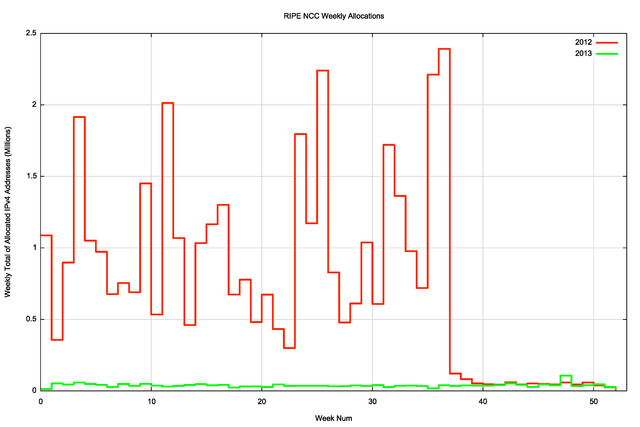 RIPE NCC Weekly Allocations
2012
2013
2.5
2
1.5
1
0.5
0
Weekly Total of Allocated IPv4 Addresses (Millions)
0 10 20 30 40 50
Week Num